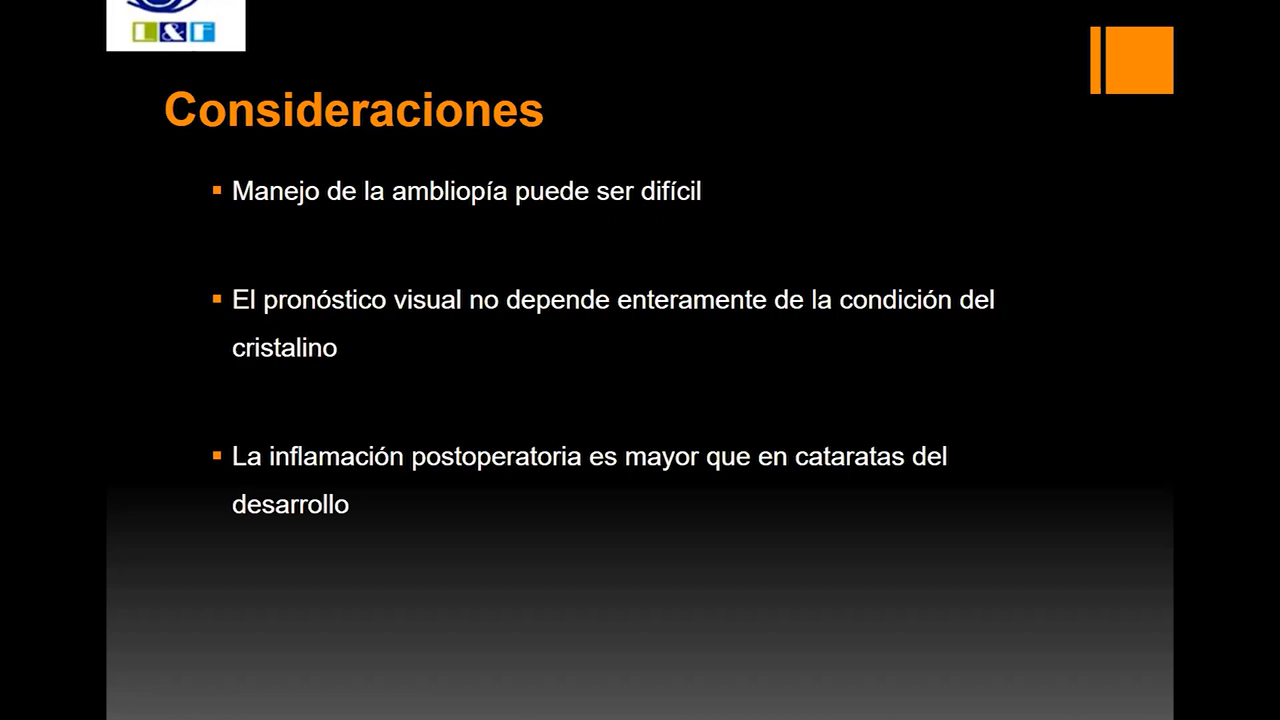 L&F
Consideraciones
Manejo de la ambliopía puede ser difícil
El pronóstico visual no depende enteramente de la condición del
cristalino
La inflamación postoperatoria es mayor que en cataratas del
desarrollo